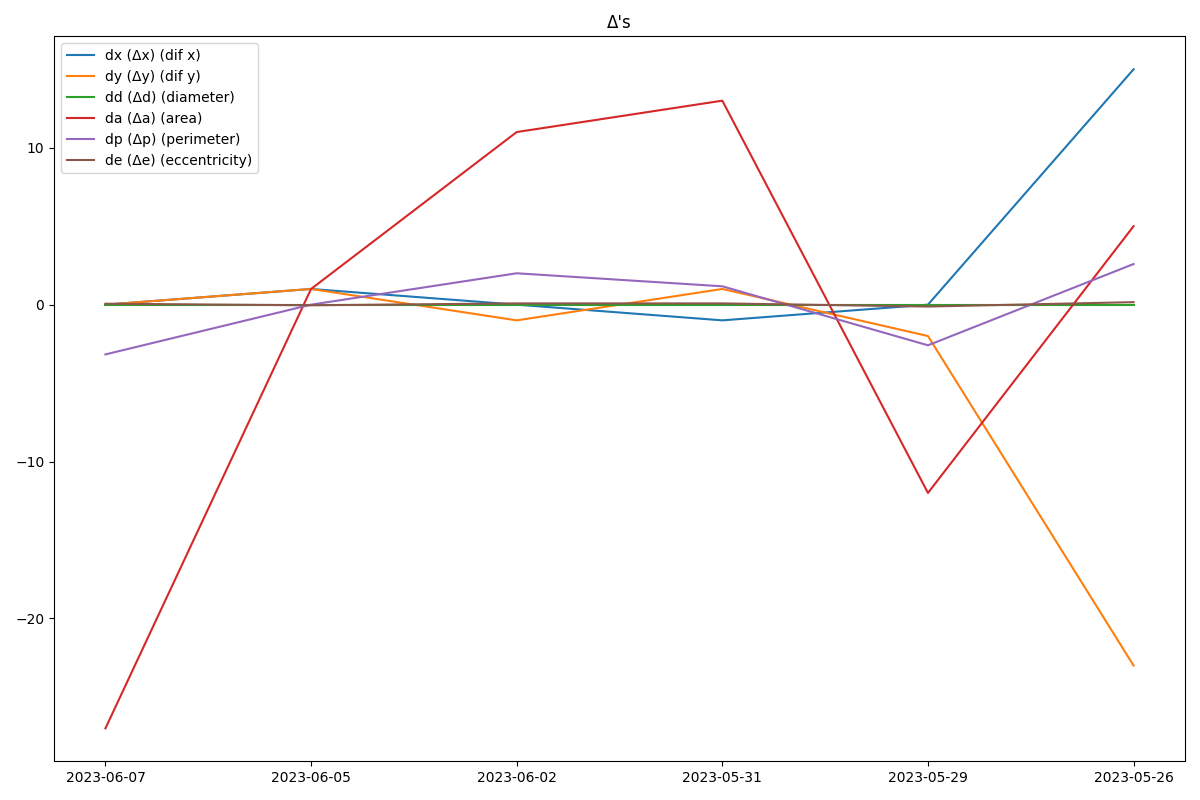 Δ's
dx (Δx) (dif x)
dy (Δy) (dif y)
dd (Δd) (diameter)
da (Δa) (area)
dp (Δp) (perimeter)
de (Δe) (eccentricity)
10
0
−10
−20
2023-06-07 2023-06-05 2023-06-02 2023-05-31 2023-05-29 2023-05-26